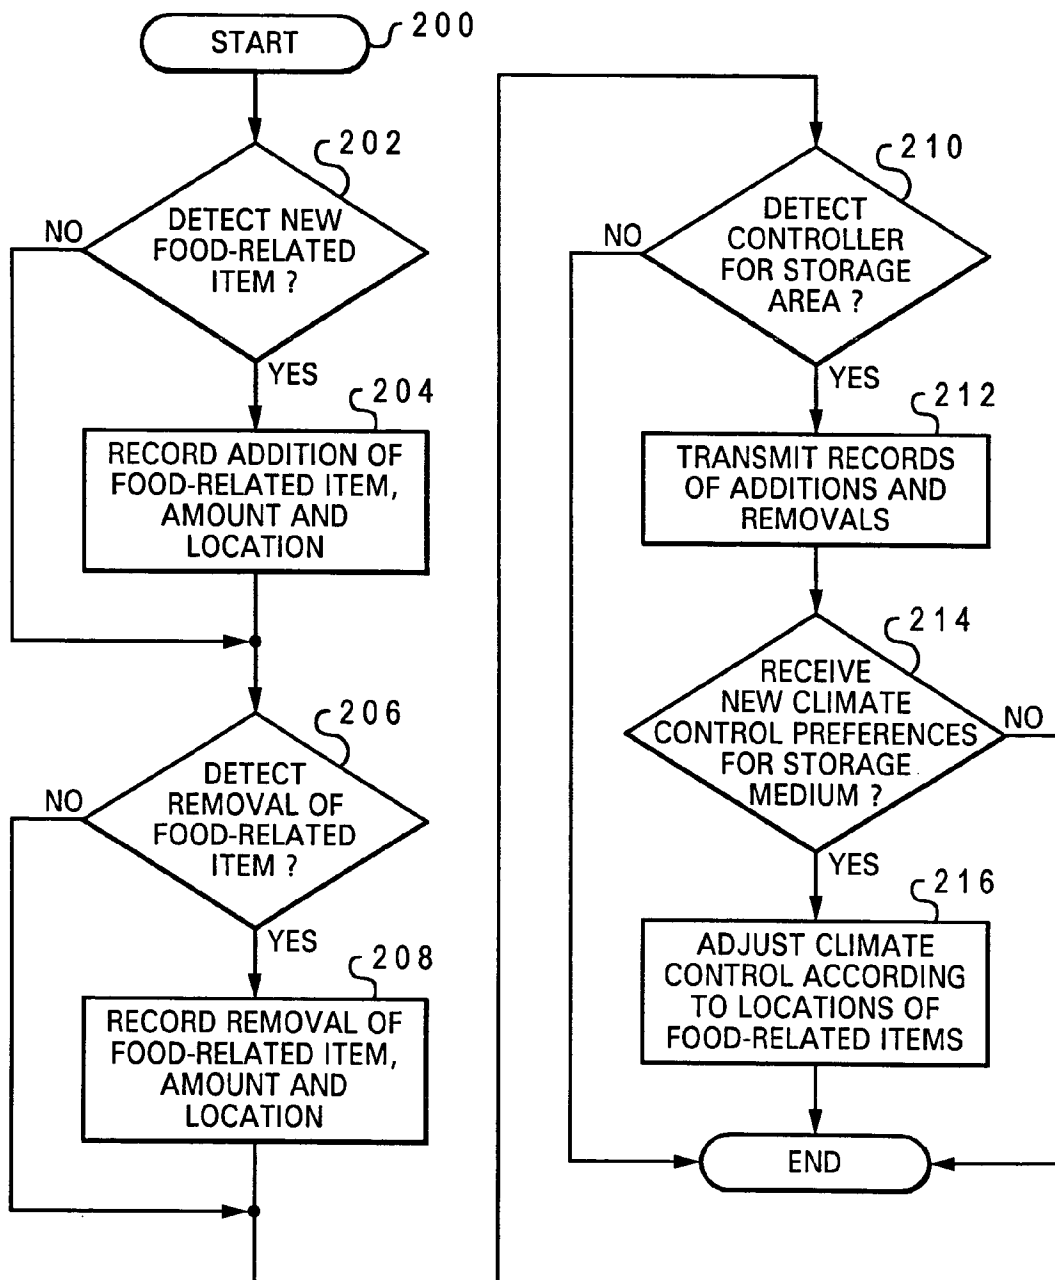 START
200
202
DETECT NEW
FOOD-RELATED
ITEM ?
NO
YES
204
RECORD ADDITION OF
FOOD-RELATED ITEM,
AMOUNT AND
LOCATION
206
DETECT
REMOVAL OF
FOOD-RELATED
ITEM ?
NO
YES
208
RECORD REMOVAL OF
FOOD-RELATED ITEM,
AMOUNT AND
LOCATION
210
DETECT
CONTROLLER
FOR STORAGE
AREA ?
NO
YES
212
TRANSMIT RECORDS
OF ADDITIONS AND
REMOVALS
214
RECEIVE
NEW CLIMATE
CONTROL PREFERENCES
FOR STORAGE
MEDIUM ?
NO
YES
216
ADJUST CLIMATE
CONTROL ACCORDING
TO LOCATIONS OF
FOOD-RELATED ITEMS
END